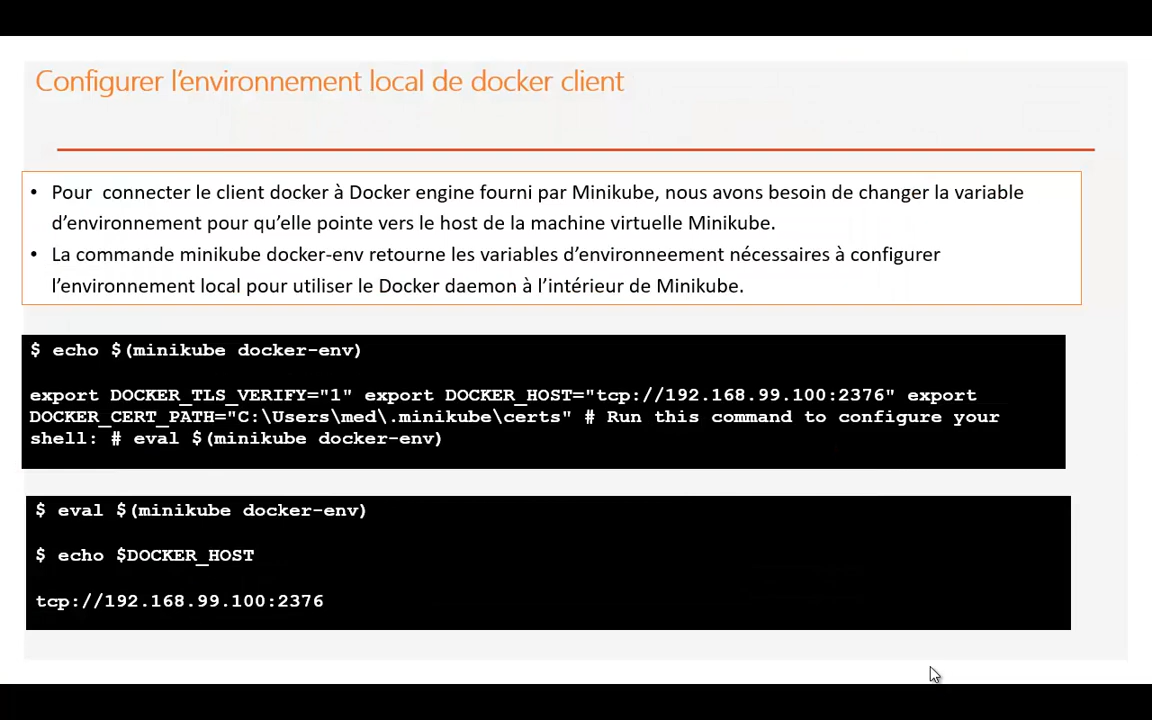 Configurer l'environnement local de docker client
• Pour  connecter le client docker à Docker engine fourni par Minikube, nous avons besoin de changer la variable
d'environnement pour qu'elle pointe vers le host de la machine virtuelle Minikube.
• La commande minikube docker-env retourne les variables d'environneement nécessaires à configurer
l'environnement local pour utiliser le Docker daemon à l'intérieur de Minikube.
$ echo $(minikube docker-env)
export DOCKER_TLS_VERIFY="1" export DOCKER_HOST="tcp://192.168.99.100:2376" export
DOCKER_CERT_PATH="C:\Users\med\.minikube\certs" # Run this command to configure your
shell: # eval $(minikube docker-env)
$ eval $(minikube docker-env)
$ echo $DOCKER_HOST
tcp://192.168.99.100:2376